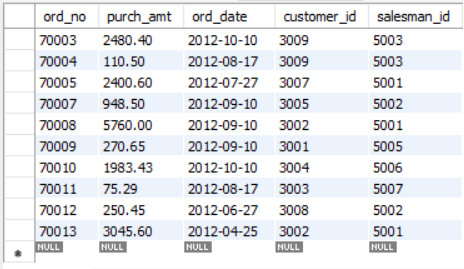 ord_no purch_amt ord_date customer_id salesman_id
70003 2480.40 2012-10-10 3009 5003
70004 110.50 2012-08-17 3009 5003
70005 2400.60 2012-07-27 3007 5001
70007 948.50 2012-09-10 3005 5002
70008 5760.00 2012-09-10 3002 5001
70009 270.65 2012-09-10 3001 5005
70010 1983.43 2012-10-10 3004 5006
70011 75.29 2012-08-17 3003 5007
70012 250.45 2012-06-27 3008 5002
70013 3045.60 2012-04-25 3002 5001
NULL NULL NULL NULL NULL